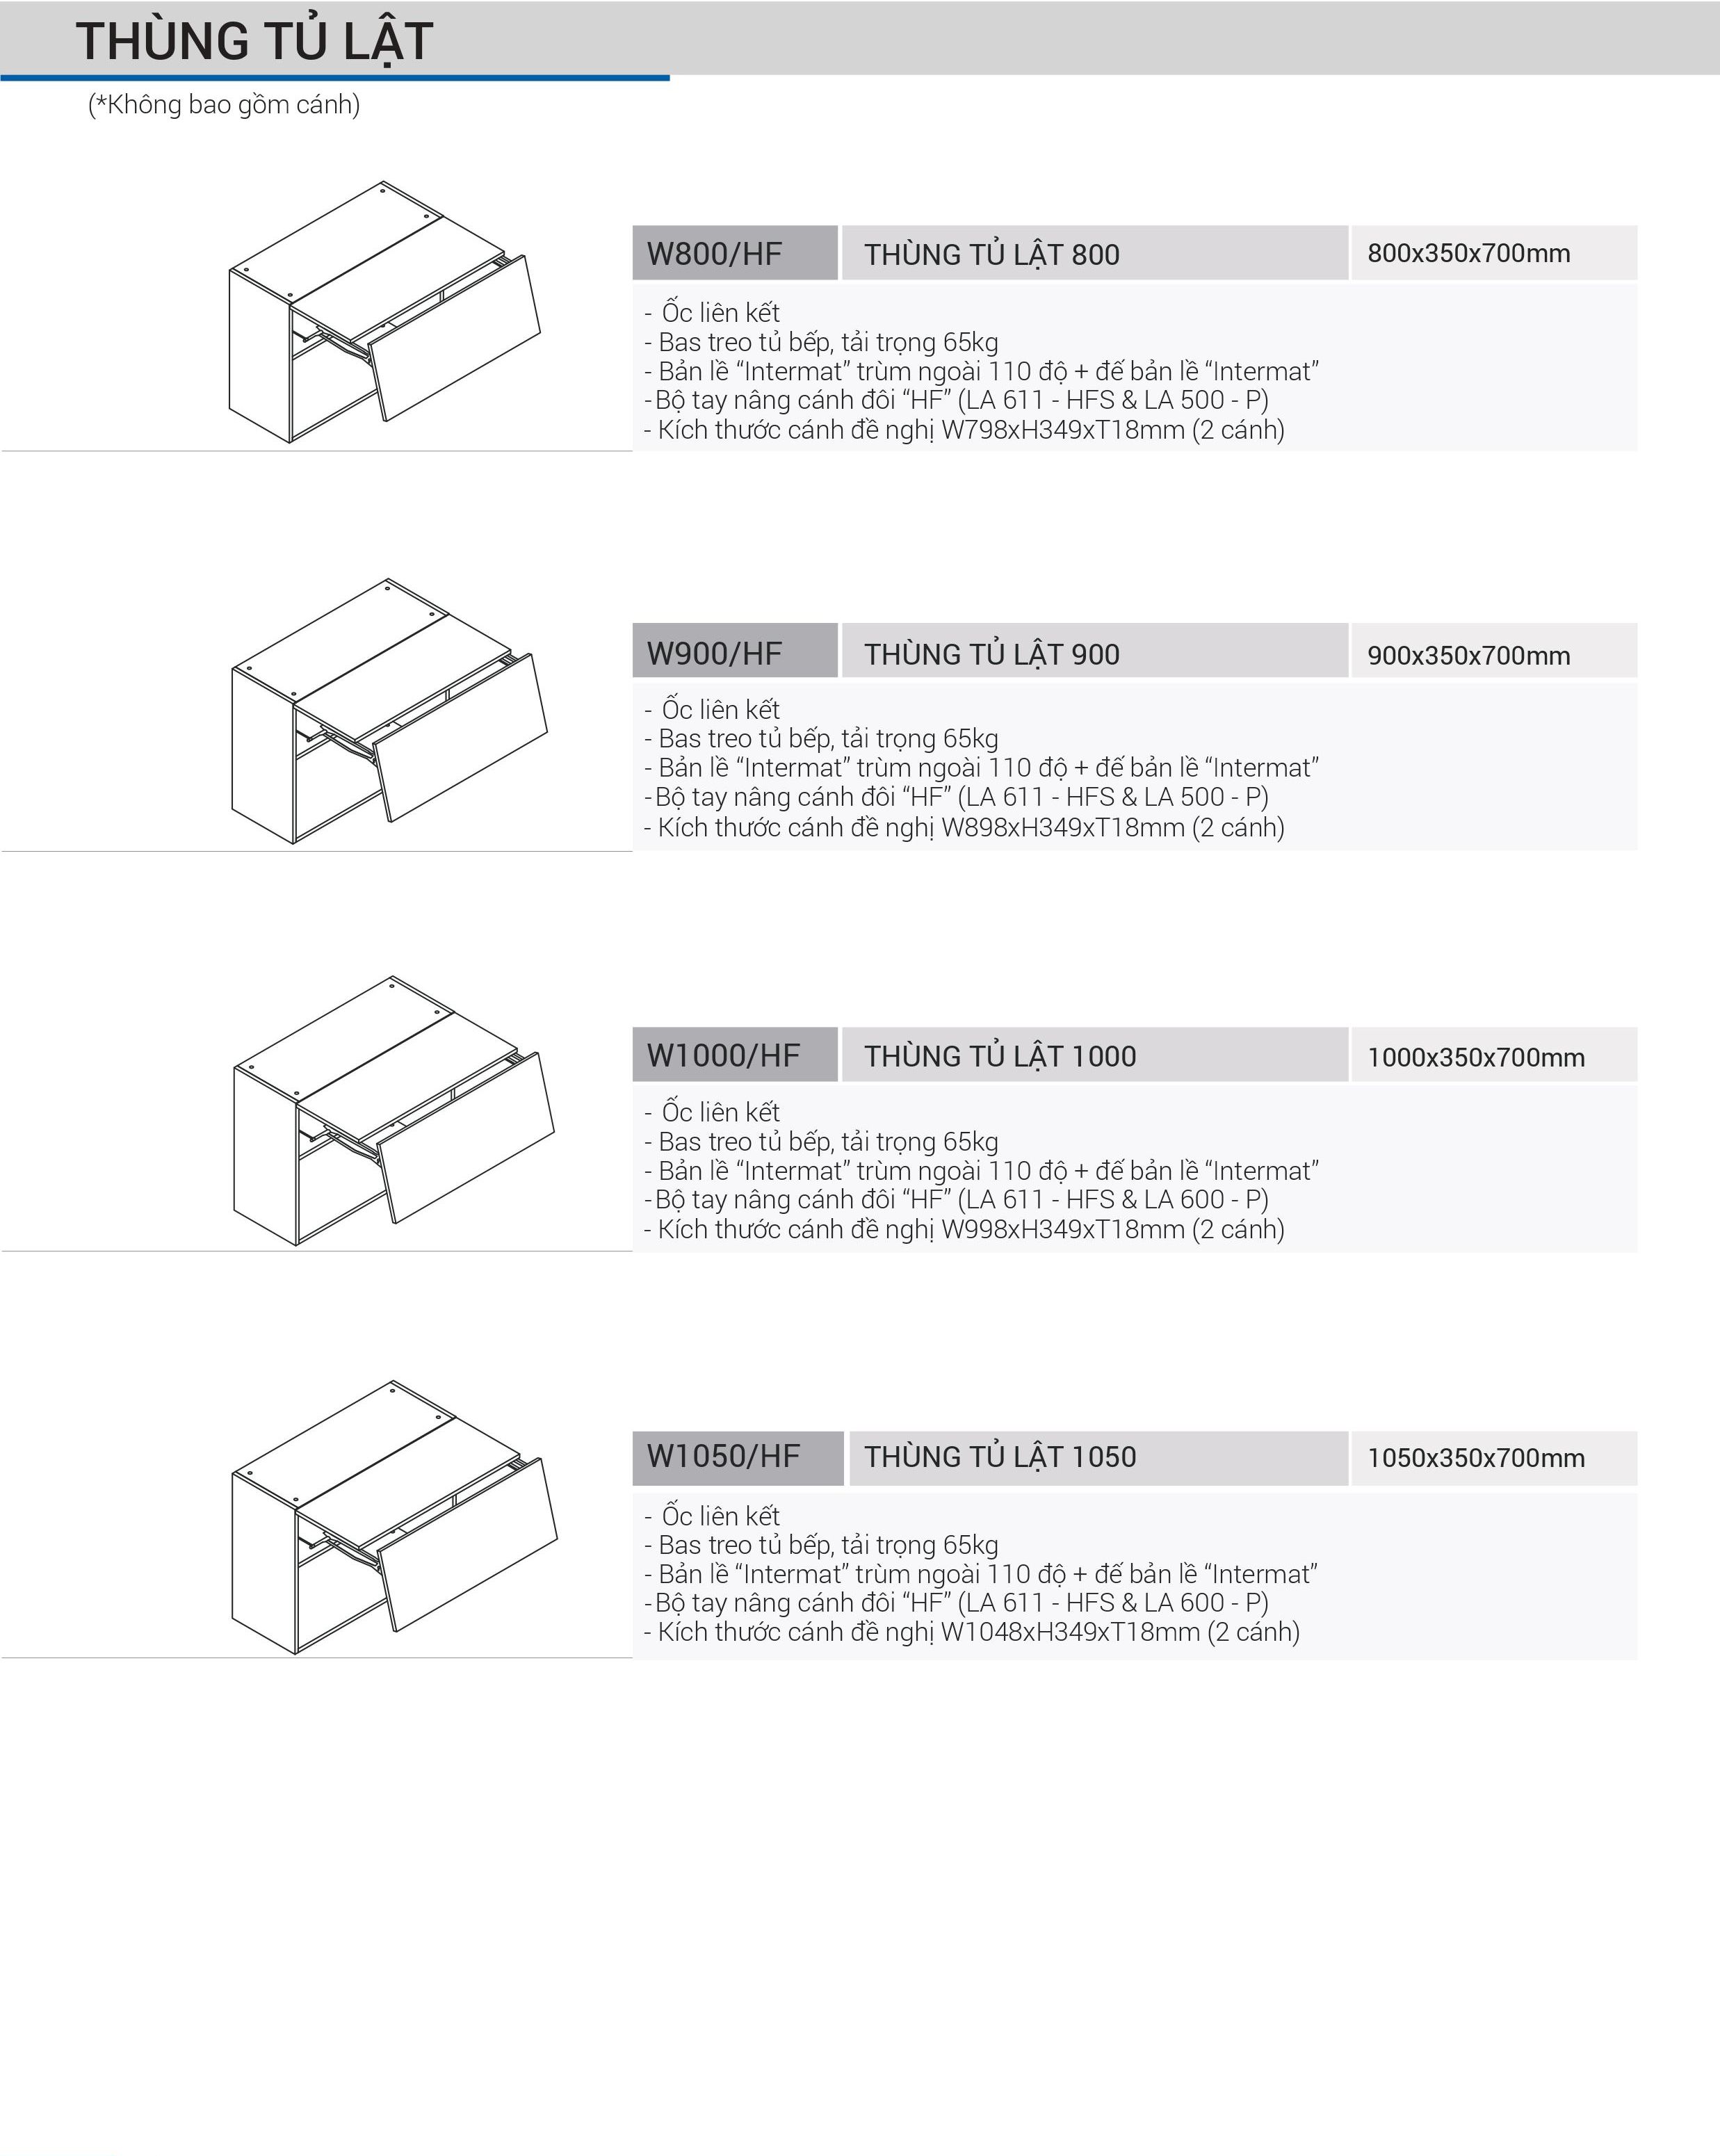 THÙNG TỦ LẬT
(*Không bao gồm cánh)
W800/HF THÙNG TỦ LẬT 800 800x350x700mm
- Ốc liên kết
- Bas treo tủ bếp, tải trọng 65kg
- Bản lề “Intermat” trùm ngoài 110 độ + đế bản lề “Intermat”
-Bộ tay nâng cánh đôi “HF” (LA 611 - HFS & LA 500 - P)
- Kích thước cánh đề nghị W798xH349xT18mm (2 cánh)
W900/HF THÙNG TỦ LẬT 900 900x350x700mm
- Ốc liên kết
- Bas treo tủ bếp, tải trọng 65kg
- Bản lề “Intermat” trùm ngoài 110 độ + đế bản lề “Intermat”
-Bộ tay nâng cánh đôi “HF” (LA 611 - HFS & LA 500 - P)
- Kích thước cánh đề nghị W898xH349xT18mm (2 cánh)
W1000/HF THÙNG TỦ LẬT 1000 1000x350x700mm
- Ốc liên kết
- Bas treo tủ bếp, tải trọng 65kg
- Bản lề “Intermat” trùm ngoài 110 độ + đế bản lề “Intermat”
-Bộ tay nâng cánh đôi “HF” (LA 611 - HFS & LA 600 - P)
- Kích thước cánh đề nghị W998xH349xT18mm (2 cánh)
W1050/HF THÙNG TỦ LẬT 1050 1050x350x700mm
- Ốc liên kết
- Bas treo tủ bếp, tải trọng 65kg
- Bản lề “Intermat” trùm ngoài 110 độ + đế bản lề “Intermat”
-Bộ tay nâng cánh đôi “HF” (LA 611 - HFS & LA 600 - P)
- Kích thước cánh đề nghị W1048xH349xT18mm (2 cánh)